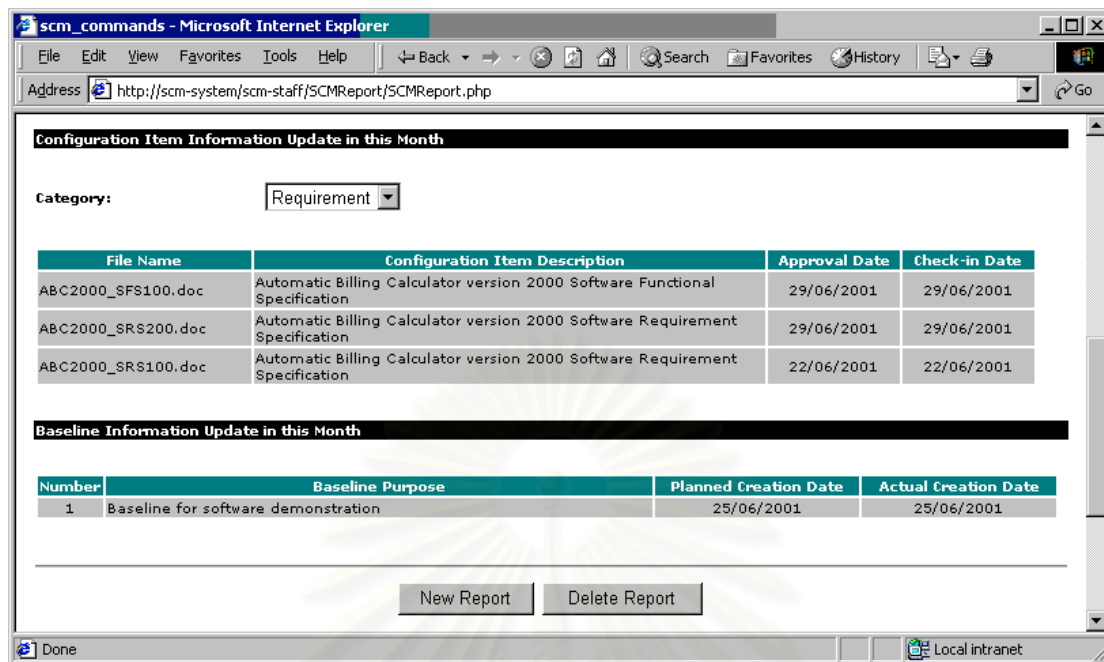 scm_commands - Microsoft Internet Explorer
File Edit View Favorites Tools Help Back Search Favorites History
Address http://scm-system/scm-staff/SCMReport/SCMReport.php Go
Configuration Item Information Update in this Month
Category: Requirement
File Name Configuration Item Description Approval Date Check-in Date
ABC2000_SFS100.doc Automatic Billing Calculator version 2000 Software Functional Specification 29/06/2001 29/06/2001
ABC2000_SRS200.doc Automatic Billing Calculator version 2000 Software Requirement Specification 29/06/2001 29/06/2001
ABC2000_SRS100.doc Automatic Billing Calculator version 2000 Software Requirement Specification 22/06/2001 22/06/2001
Baseline Information Update in this Month
Number Baseline Purpose Planned Creation Date Actual Creation Date
1 Baseline for software demonstration 25/06/2001 25/06/2001
New Report Delete Report
Done Local intranet